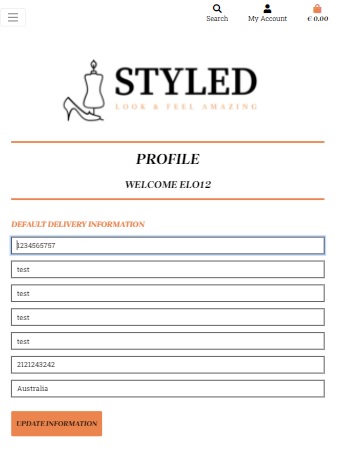 Search
My Account
€ 0.00
STYLED
LOOK & FEEL AMAZING
PROFILE
WELCOME ELO12
DEFAULT DELIVERY INFORMATION
1234565757
test
test
test
test
2121243242
Australia
UPDATE INFORMATION